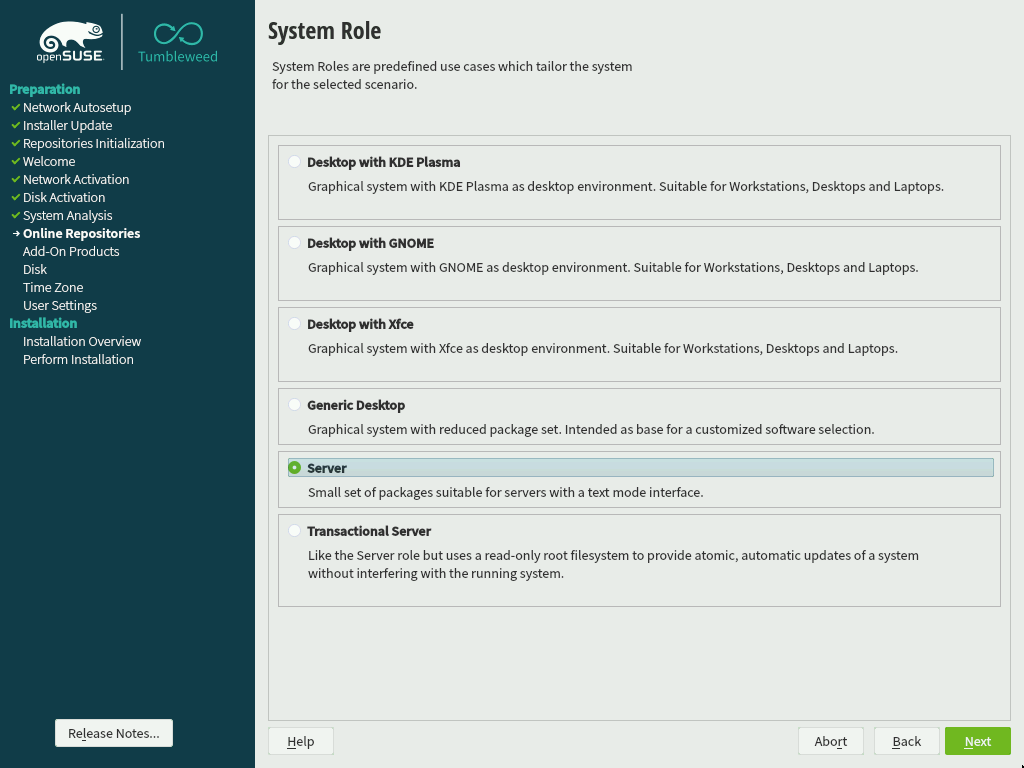 openSUSE
Tumbleweed
Preparation
Network Autosetup
Installer Update
Repositories Initialization
Welcome
Network Activation
Disk Activation
System Analysis
Online Repositories
Add-On Products
Disk
Time Zone
User Settings
Installation
Installation Overview
Perform Installation
Release Notes...
System Role
System Roles are predefined use cases which tailor the system
for the selected scenario.
Desktop with KDE Plasma
Graphical system with KDE Plasma as desktop environment. Suitable for Workstations, Desktops and Laptops.
Desktop with GNOME
Graphical system with GNOME as desktop environment. Suitable for Workstations, Desktops and Laptops.
Desktop with Xfce
Graphical system with Xfce as desktop environment. Suitable for Workstations, Desktops and Laptops.
Generic Desktop
Graphical system with reduced package set. Intended as base for a customized software selection.
Server
Small set of packages suitable for servers with a text mode interface.
Transactional Server
Like the Server role but uses a read-only root filesystem to provide atomic, automatic updates of a system
without interfering with the running system.
Help
Abort
Back
Next